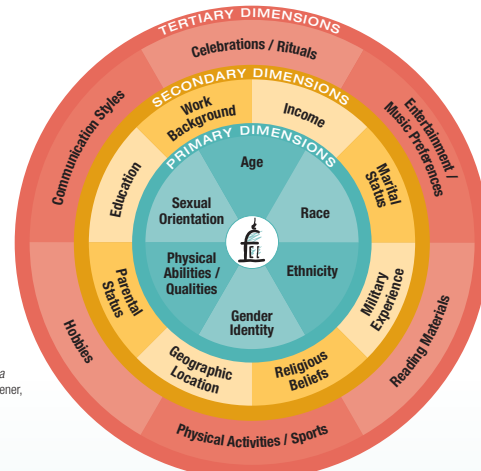 TERTIARY DIMENSIONS
Celebrations / Rituals
Entertainment /
Music Preferences
Reading Materials
Physical Activities / Sports
Hobbies
Communication Styles
SECONDARY DIMENSIONS
Work
Background
Income
Marital
Status
Military
Experience
Religious
Beliefs
Geographic
Location
Parental
Status
Education
PRIMARY DIMENSIONS
Age
Race
Ethnicity
Gender
Identity
Physical
Abilities /
Qualities
Sexual
Orientation
a
ener,